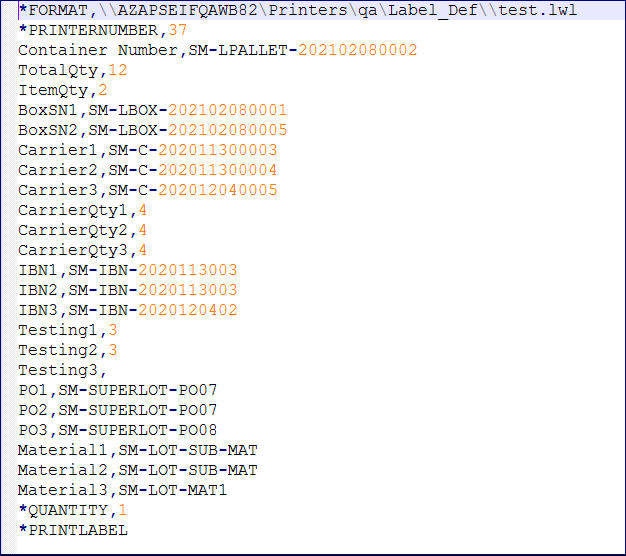 *FORMAT,\\AZAPSEIFQAWB82\Printers\qa\Label_Def\\test.lwl
*PRINTERNUMBER,37
Container Number,SM-LPALLET-202102080002
TotalQty,12
ItemQty,2
BoxSN1,SM-LBOX-202102080001
BoxSN2,SM-LBOX-202102080005
Carrier1,SM-C-202011300003
Carrier2,SM-C-202011300004
Carrier3,SM-C-202012040005
CarrierQty1,4
CarrierQty2,4
CarrierQty3,4
IBN1,SM-IBN-2020113003
IBN2,SM-IBN-2020113003
IBN3,SM-IBN-2020120402
Testing1,3
Testing2,3
Testing3,
PO1,SM-SUPERLOT-PO07
PO2,SM-SUPERLOT-PO07
PO3,SM-SUPERLOT-PO08
Material1,SM-LOT-SUB-MAT
Material2,SM-LOT-SUB-MAT
Material3,SM-LOT-MAT1
*QUANTITY,1
*PRINTLABEL